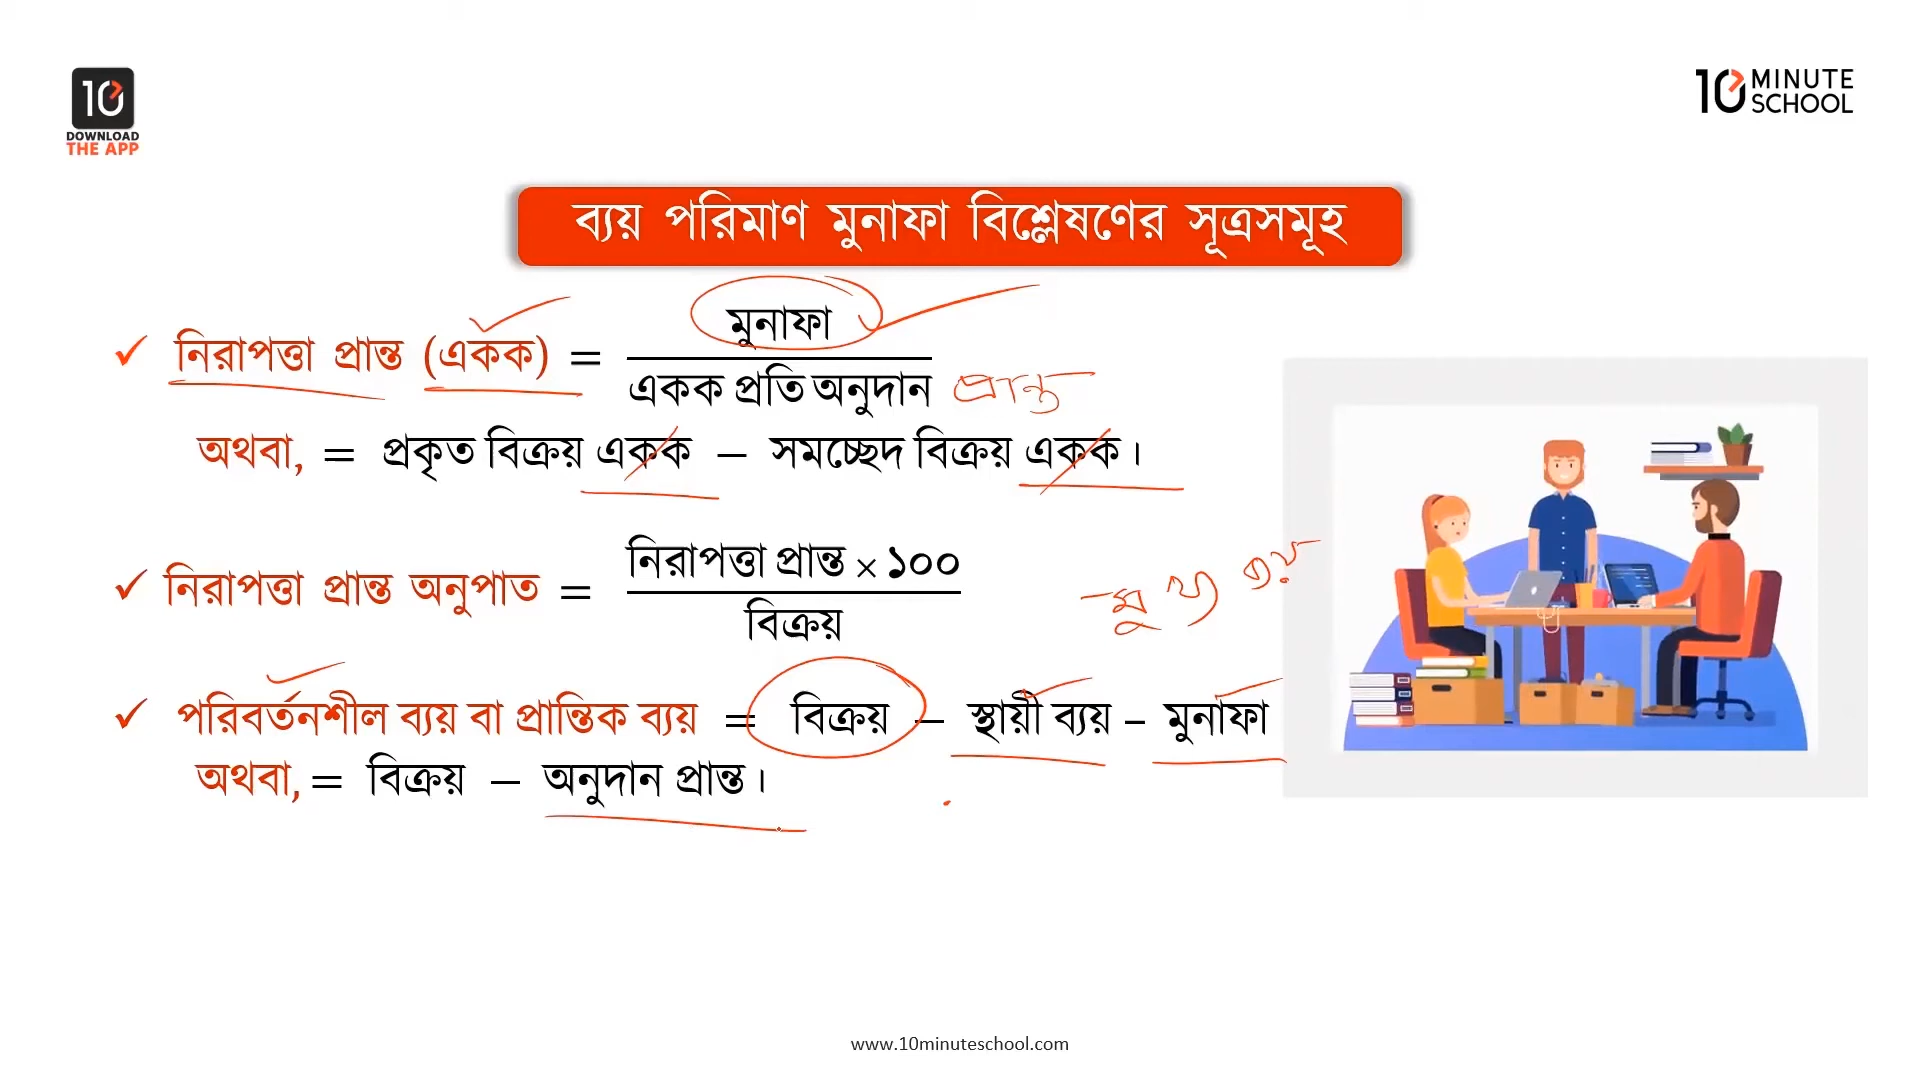 10
DOWNLOAD
THE APP
10 MINUTE
SCHOOL
ব্যয় পরিমাণ মুনাফা বিশ্লেষণের সূত্রসমূহ
✓ নিরাপত্তা প্রান্ত (একক) = মুনাফা
একক প্রতি অনুদান প্রান্ত
অথবা, = প্রকৃত বিক্রয় একক – সমচ্ছেদ বিক্রয় একক।
✓ নিরাপত্তা প্রান্ত অনুপাত = নিরাপত্তা প্রান্ত × ১০০
বিক্রয়
✓ পরিবর্তনশীল ব্যয় বা প্রান্তিক ব্যয় = বিক্রয় – স্থায়ী ব্যয় – মুনাফা
অথবা, = বিক্রয় – অনুদান প্রান্ত।
www.10minuteschool.com